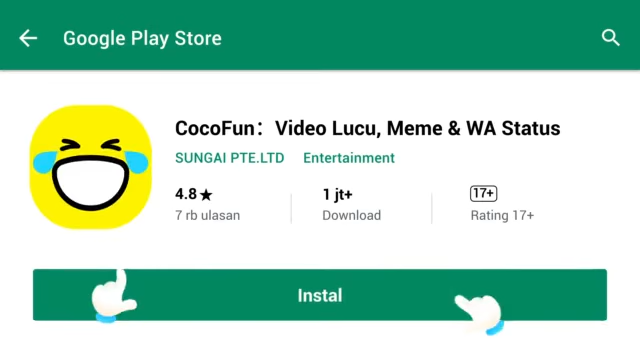 Google Play Store
CocoFun：Video Lucu, Meme & WA Status
SUNGAI PTE.LTD Entertainment
4.8★ 1 jt+ 17+
7 rb ulasan Download Rating 17+
Instal